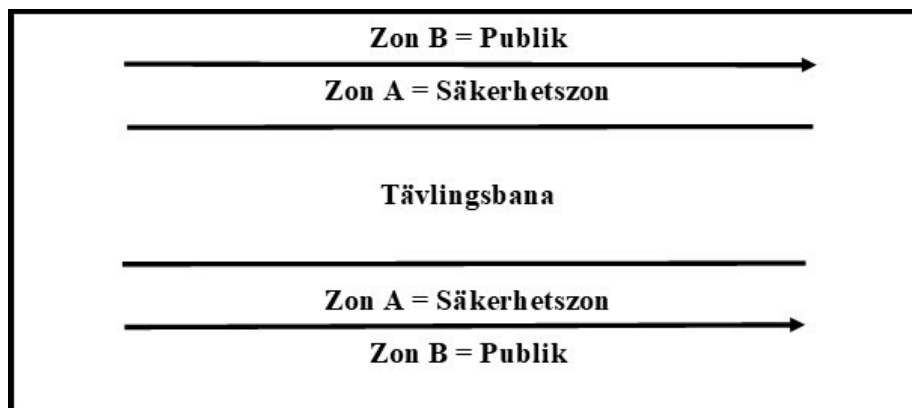 Zon B = Publik
Zon A = Säkerhetszon
Tävlingsbana
Zon A = Säkerhetszon
Zon B = Publik